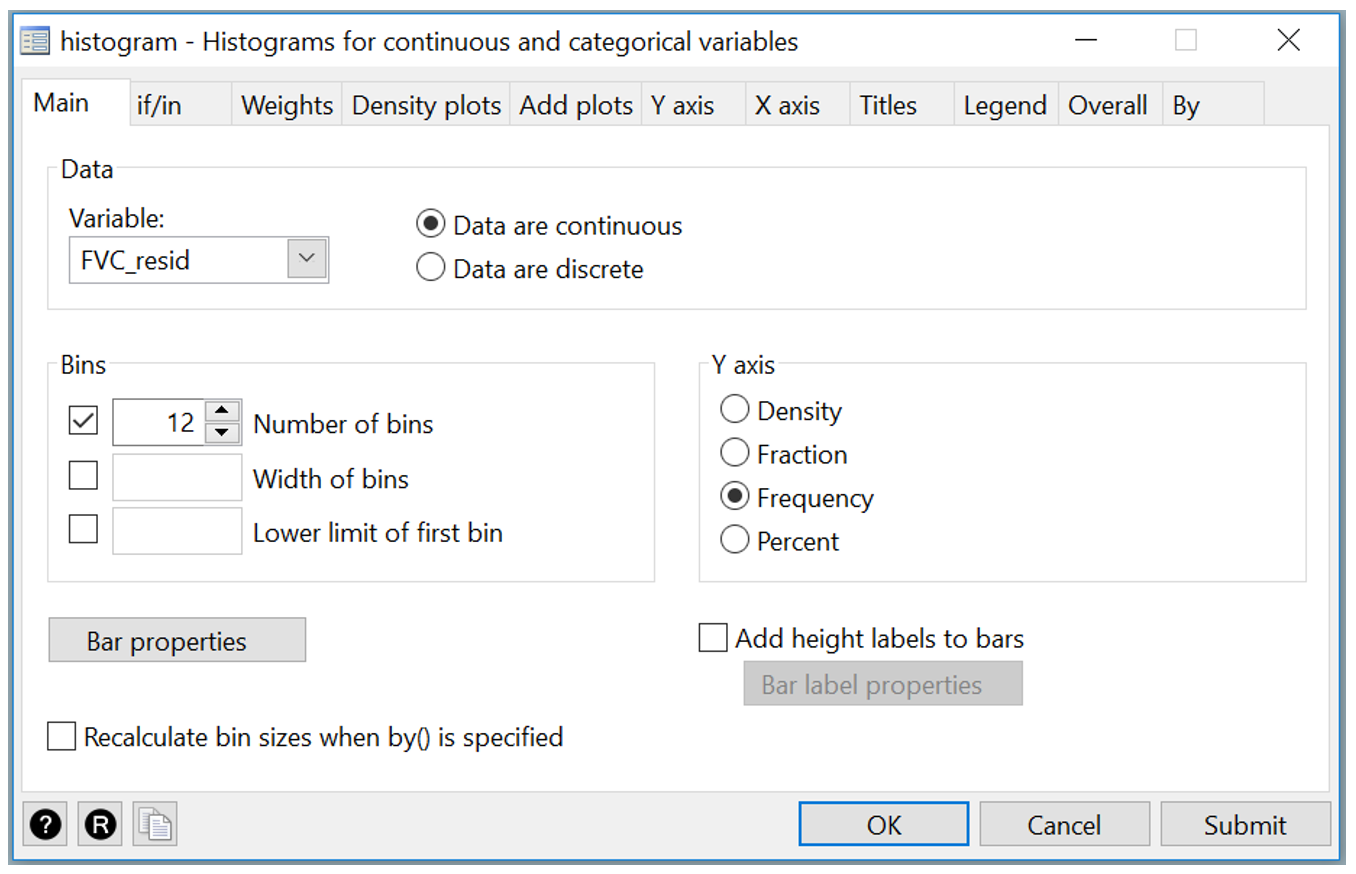 histogram - Histograms for continuous and categorical variables
Main if/in Weights Density plots Add plots Y axis X axis Titles Legend Overall By
Data
Variable:
FVC_resid
Data are continuous
Data are discrete
Bins
12 Number of bins
Width of bins
Lower limit of first bin
Y axis
Density
Fraction
Frequency
Percent
Bar properties
Add height labels to bars
Bar label properties
Recalculate bin sizes when by() is specified
? R OK Cancel Submit